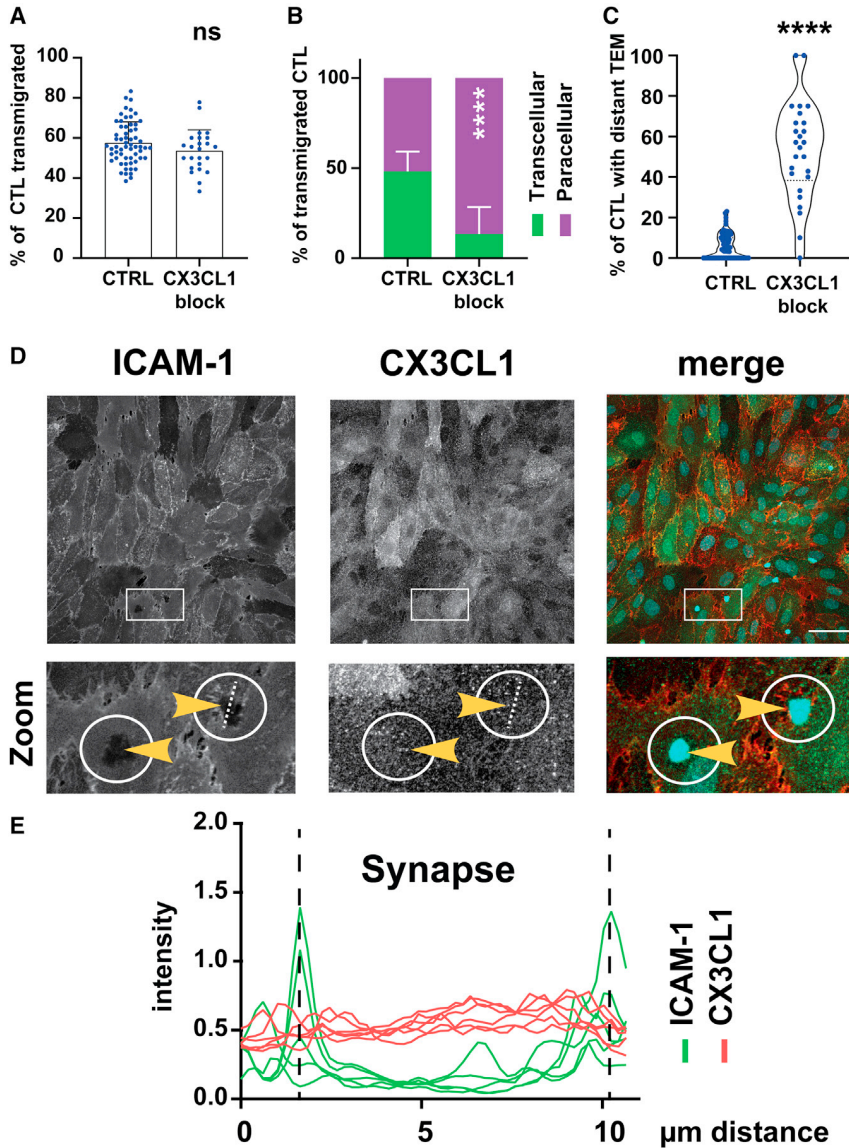 A
ns
% of CTL transmigrated
100
80
60
40
20
0
CTRL
CX3CL1
block
B
% of transmigrated CTL
100
50
0
****
CTRL
CX3CL1
block
Transcellular
Paracellular
C
****
% of CTL with distant TEM
100
80
60
40
20
0
CTRL
CX3CL1
block
D
ICAM-1
CX3CL1
merge
Zoom
E
Synapse
intensity
2.0
1.5
1.0
0.5
0.0
0
5
10
µm distance
ICAM-1
CX3CL1